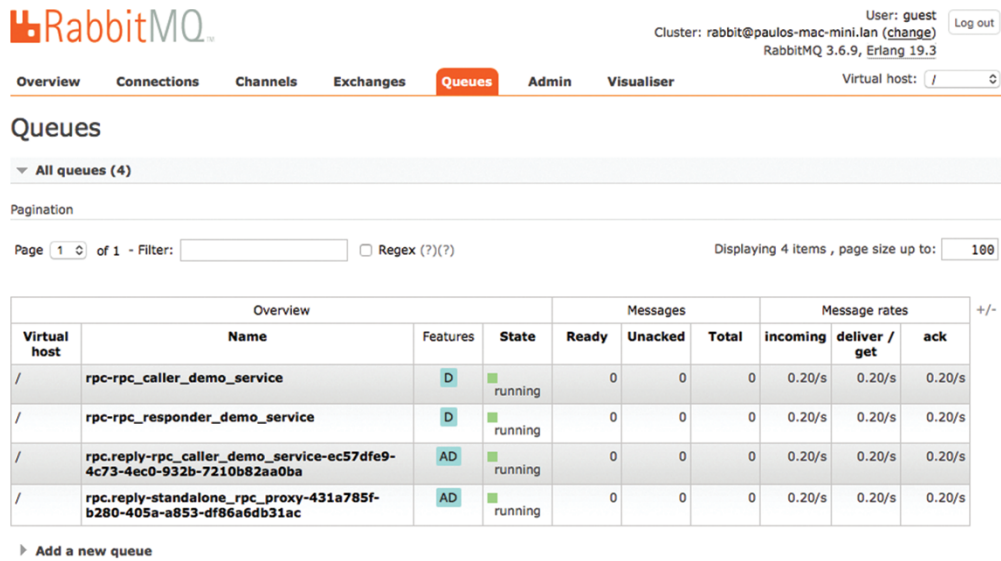 RabbitMQ™
User: guest
Log out
Cluster: rabbit@paulos-mac-mini.lan (change)
RabbitMQ 3.6.9, Erlang 19.3
Overview Connections Channels Exchanges Queues Admin Visualiser Virtual host: /
Queues
All queues (4)
Pagination
Page 1 of 1 - Filter: Regex (?)(?) Displaying 4 items , page size up to: 100
Overview Messages Message rates +/-
Virtual host Name Features State Ready Unacked Total incoming deliver / get ack
/ rpc-rpc_caller_demo_service D running 0 0 0 0.20/s 0.20/s 0.20/s
/ rpc-rpc_responder_demo_service D running 0 0 0 0.20/s 0.20/s 0.20/s
/ rpc.reply-rpc_caller_demo_service-ec57dfe9-
4c73-4ec0-932b-7210b82aa0ba AD running 0 0 0 0.20/s 0.20/s 0.20/s
/ rpc.reply-standalone_rpc_proxy-431a785f-
b280-405a-a853-df86a6db31ac AD running 0 0 0 0.20/s 0.20/s 0.20/s
Add a new queue